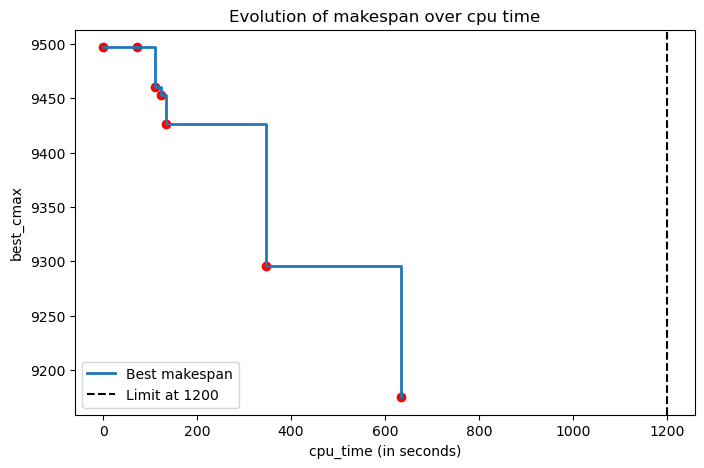 Evolution of makespan over cpu time
best_cmax
9500
9450
9400
9350
9300
9250
9200
Best makespan
Limit at 1200
0
200
400
600
800
1000
1200
cpu_time (in seconds)